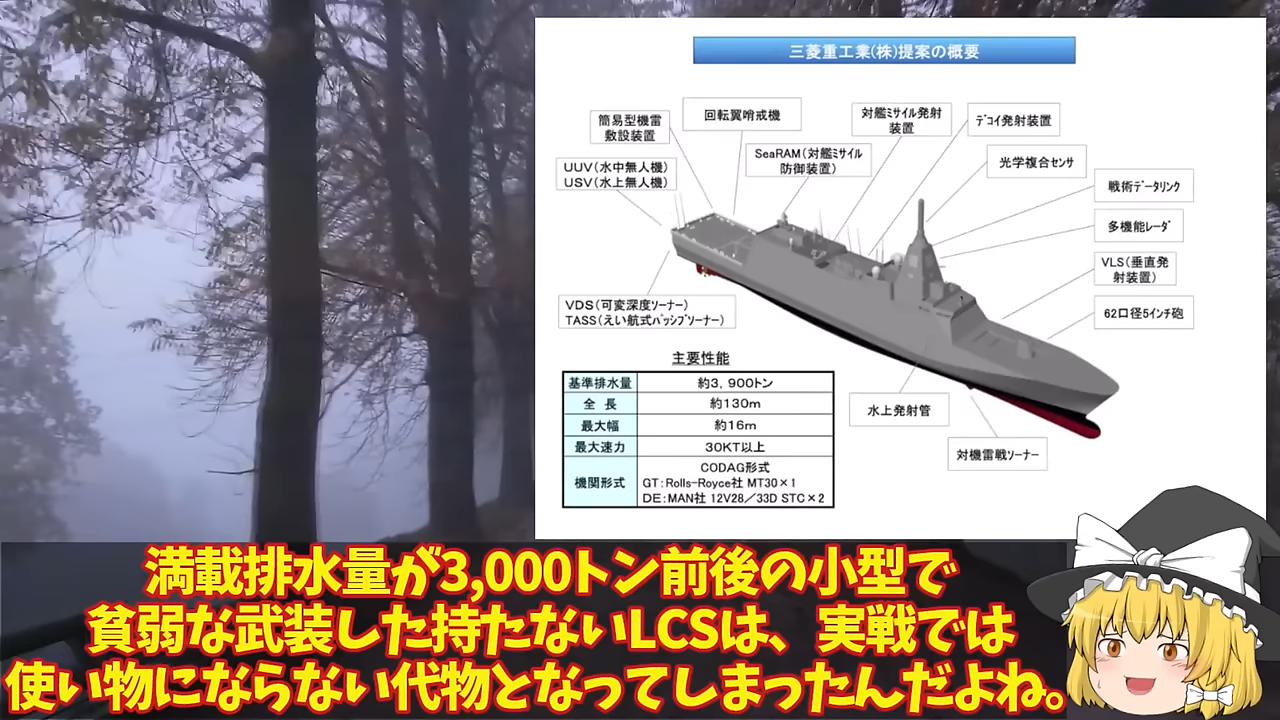 三菱重工業(株)提案の概要
簡易型機雷
敷設装置
回転翼哨戒機
対艦ミサイル発射
装置
デコイ発射装置
UUV(水中無人機)
USV(水上無人機)
SeaRAM(対艦ミサイル
防御装置)
光学複合センサ
戦術データリンク
多機能レーダ
VLS(垂直発
射装置)
62口径5インチ砲
VDS(可変深度ソーナー)
TASS(えい航式パッシブソーナー)
水上発射管
対機雷戦ソーナー
主要性能
基準排水量 約3,900トン
全 長 約130m
最大幅 約16m
最大速力 30KT以上
機関形式 CODAG形式
GT:Rolls-Royce社 MT30×1
DE:MAN社 12V28/33D STC×2
満載排水量が3,000トン前後の小型で
貧弱な武装した持たないLCSは、実戦では
使い物にならない代物となってしまったんだよね。